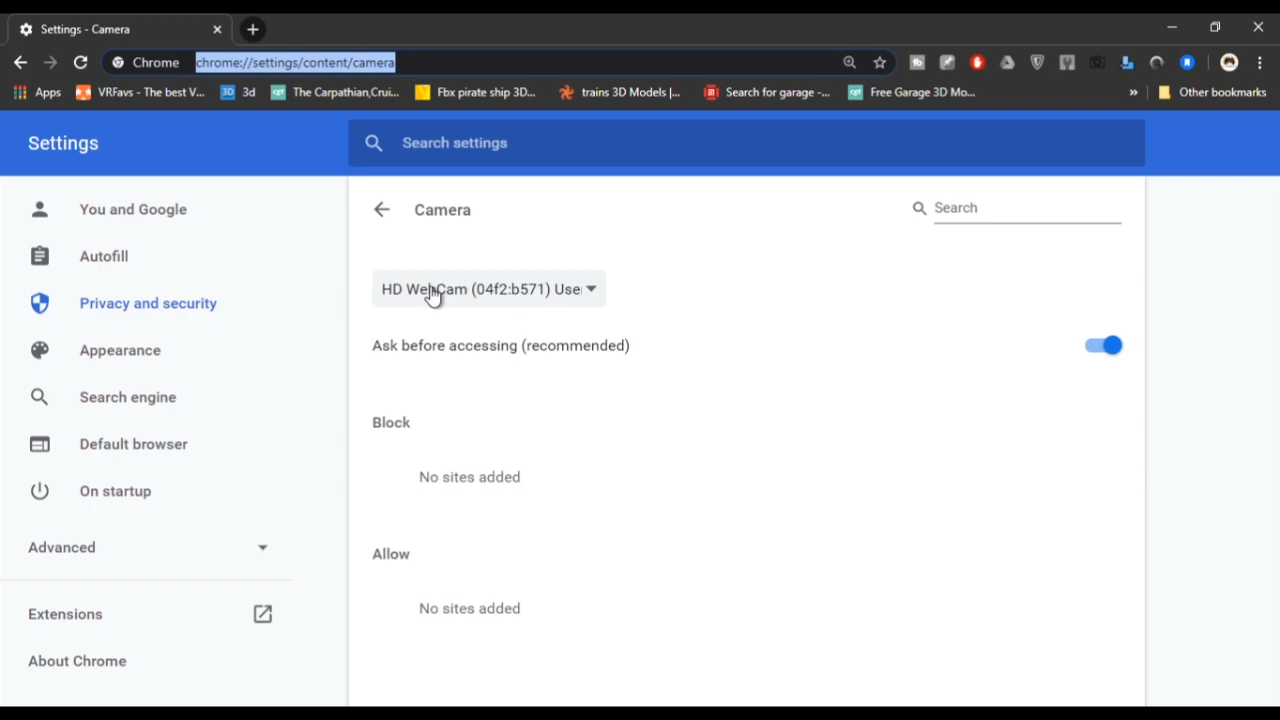 Settings - Camera
Chrome chrome://settings/content/camera
Apps VRFavs - The best V... 3D 3d The Carpathian,Crui... Fbx pirate ship 3D... trains 3D Models |... Search for garage -... Free Garage 3D Mo... » Other bookmarks
Settings
Search settings
You and Google
Autofill
Privacy and security
Appearance
Search engine
Default browser
On startup
Advanced
Extensions
About Chrome
Camera
Search
HD WebCam (04f2:b571) Use
Ask before accessing (recommended)
Block
No sites added
Allow
No sites added